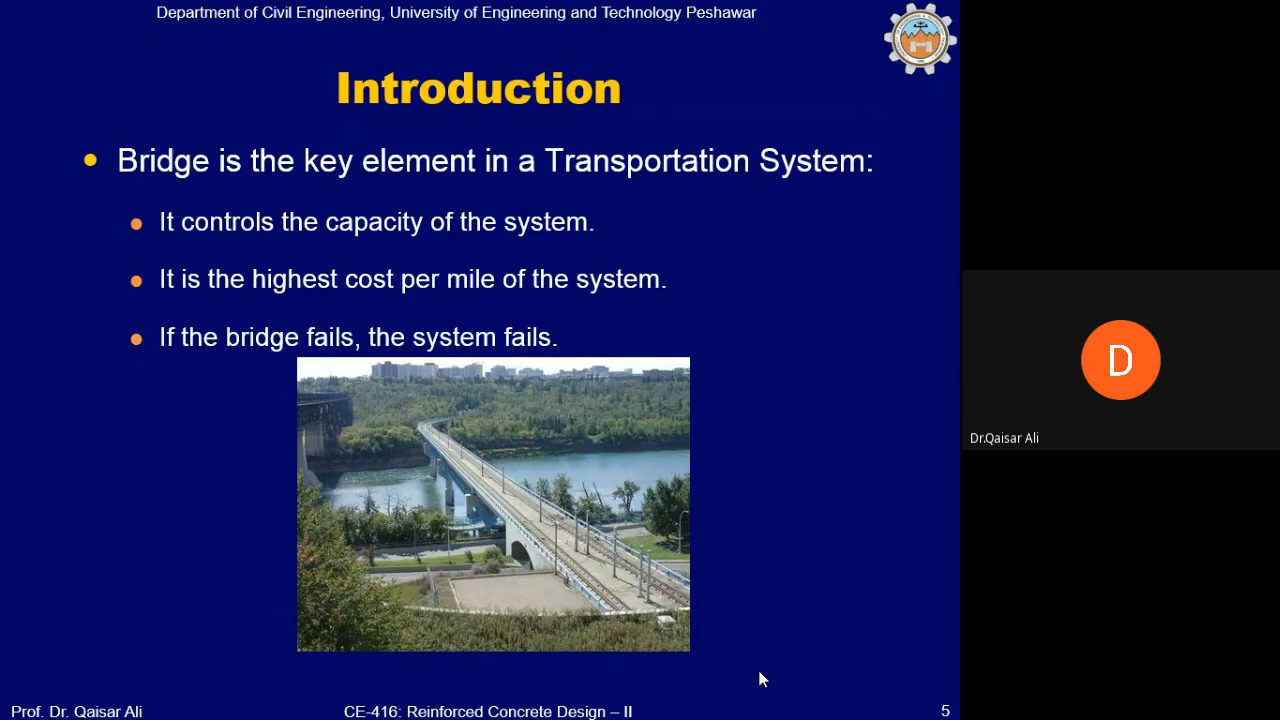 Department of Civil Engineering, University of Engineering and Technology Peshawar
Introduction
Bridge is the key element in a Transportation System:
It controls the capacity of the system.
It is the highest cost per mile of the system.
If the bridge fails, the system fails.
D
Dr.Qaisar Ali
Prof. Dr. Qaisar Ali
CE-416: Reinforced Concrete Design – II
5